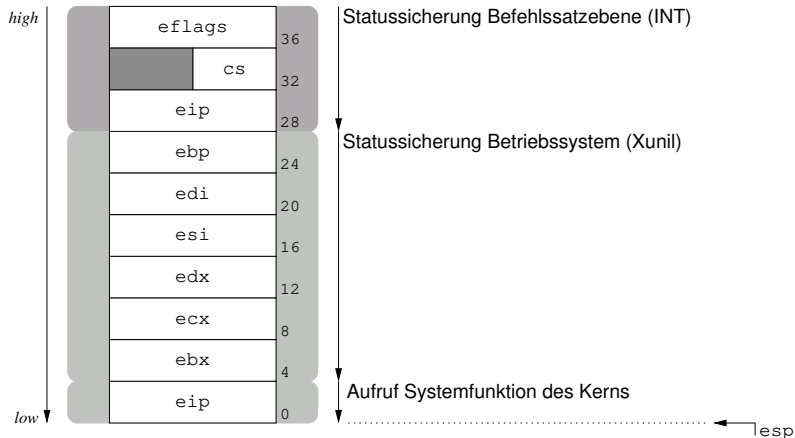 high
eflags
36
Statussicherung Befehlssatzebene (INT)
cs
32
eip
28
ebp
24
Statussicherung Betriebssystem (Xunil)
edi
20
esi
16
edx
12
ecx
8
ebx
4
eip
0
Aufruf Systemfunktion des Kerns
low
esp